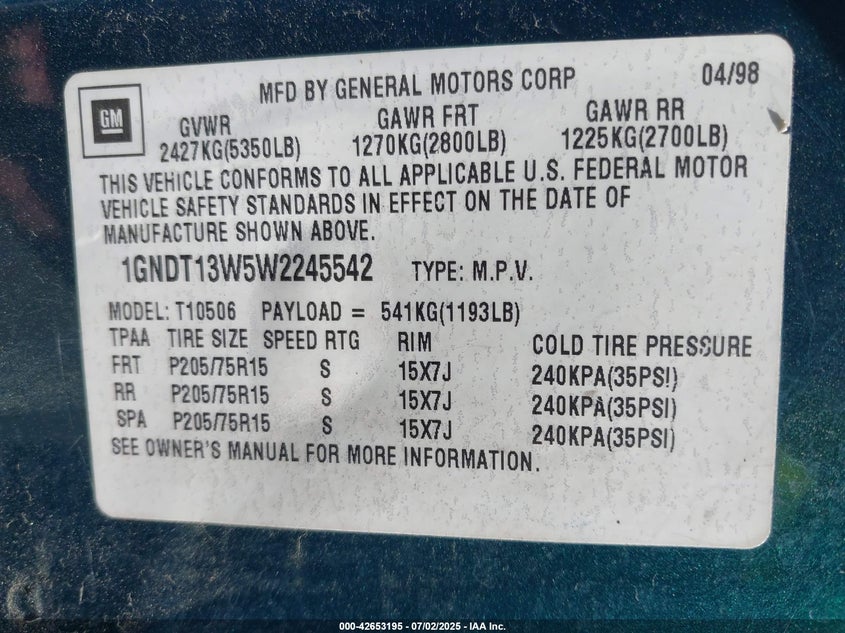 MFD BY GENERAL MOTORS CORP 04/98
GM
GVWR GAWR FRT GAWR RR
2427KG(5350LB) 1270KG(2800LB) 1225KG(2700LB)
THIS VEHICLE CONFORMS TO ALL APPLICABLE U.S. FEDERAL MOTOR
VEHICLE SAFETY STANDARDS IN EFFECT ON THE DATE OF
MANUFACTURE SHOWN ABOVE.
1GNDT13W5W2245542 TYPE: M.P.V.
MODEL: T10506 PAYLOAD = 541KG(1193LB)
TPAA TIRE SIZE SPEED RTG RIM COLD TIRE PRESSURE
FRT P205/75R15 S 15X7J 240KPA(35PSI)
RR P205/75R15 S 15X7J 240KPA(35PSI)
SPA P205/75R15 S 15X7J 240KPA(35PSI)
SEE OWNER'S MANUAL FOR MORE INFORMATION.
000-42653195 - 07/02/2025 - IAA Inc.